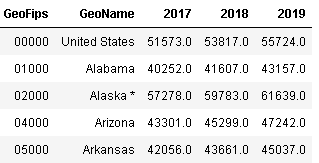 GeoFips GeoName 2017 2018 2019
00000 United States 51573.0 53817.0 55724.0
01000 Alabama 40252.0 41607.0 43157.0
02000 Alaska * 57278.0 59783.0 61639.0
04000 Arizona 43301.0 45299.0 47242.0
05000 Arkansas 42056.0 43661.0 45037.0